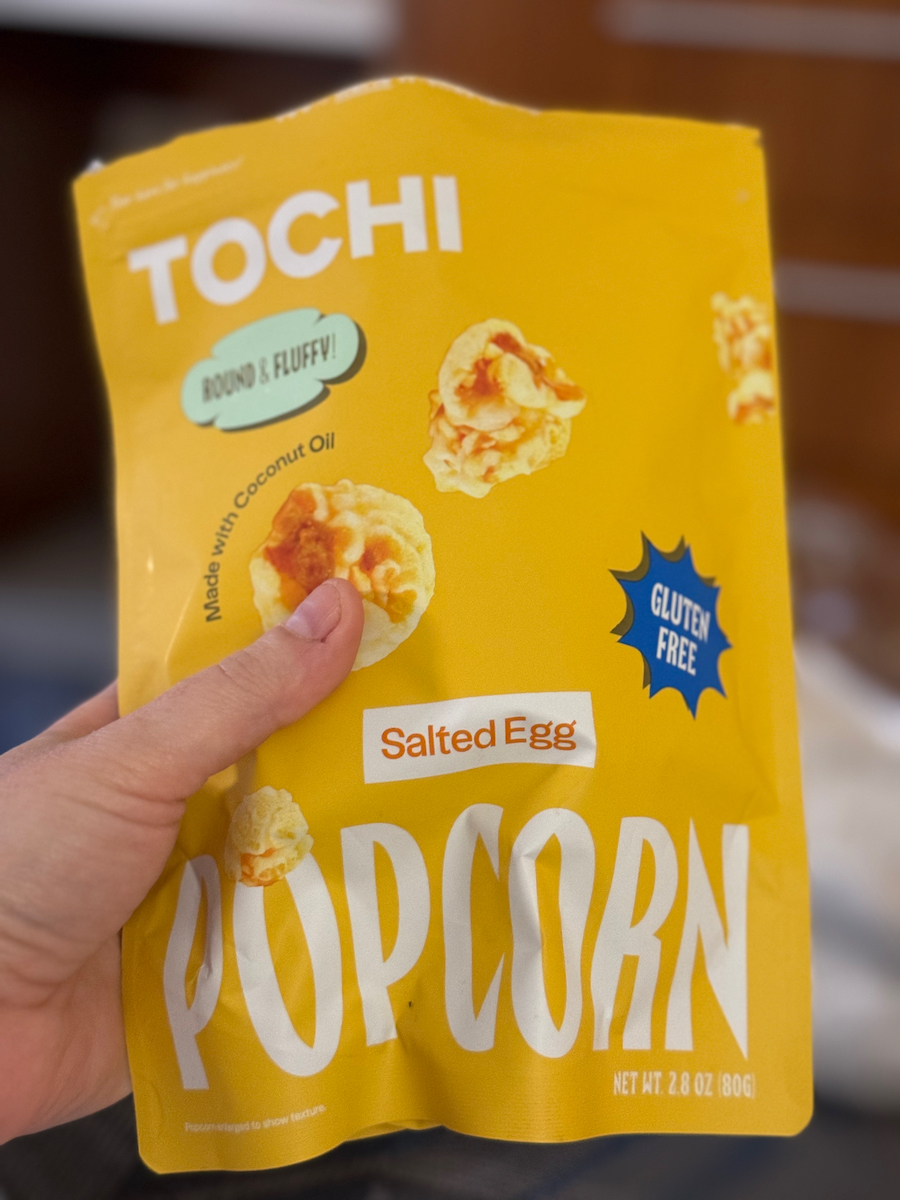 TOCHI
ROUND & FLUFFY!
Made with Coconut Oil
GLUTEN
FREE
Salted Egg
POPCORN
NET WT. 2.8 OZ (80G)
Popcorn enlarged to show texture.